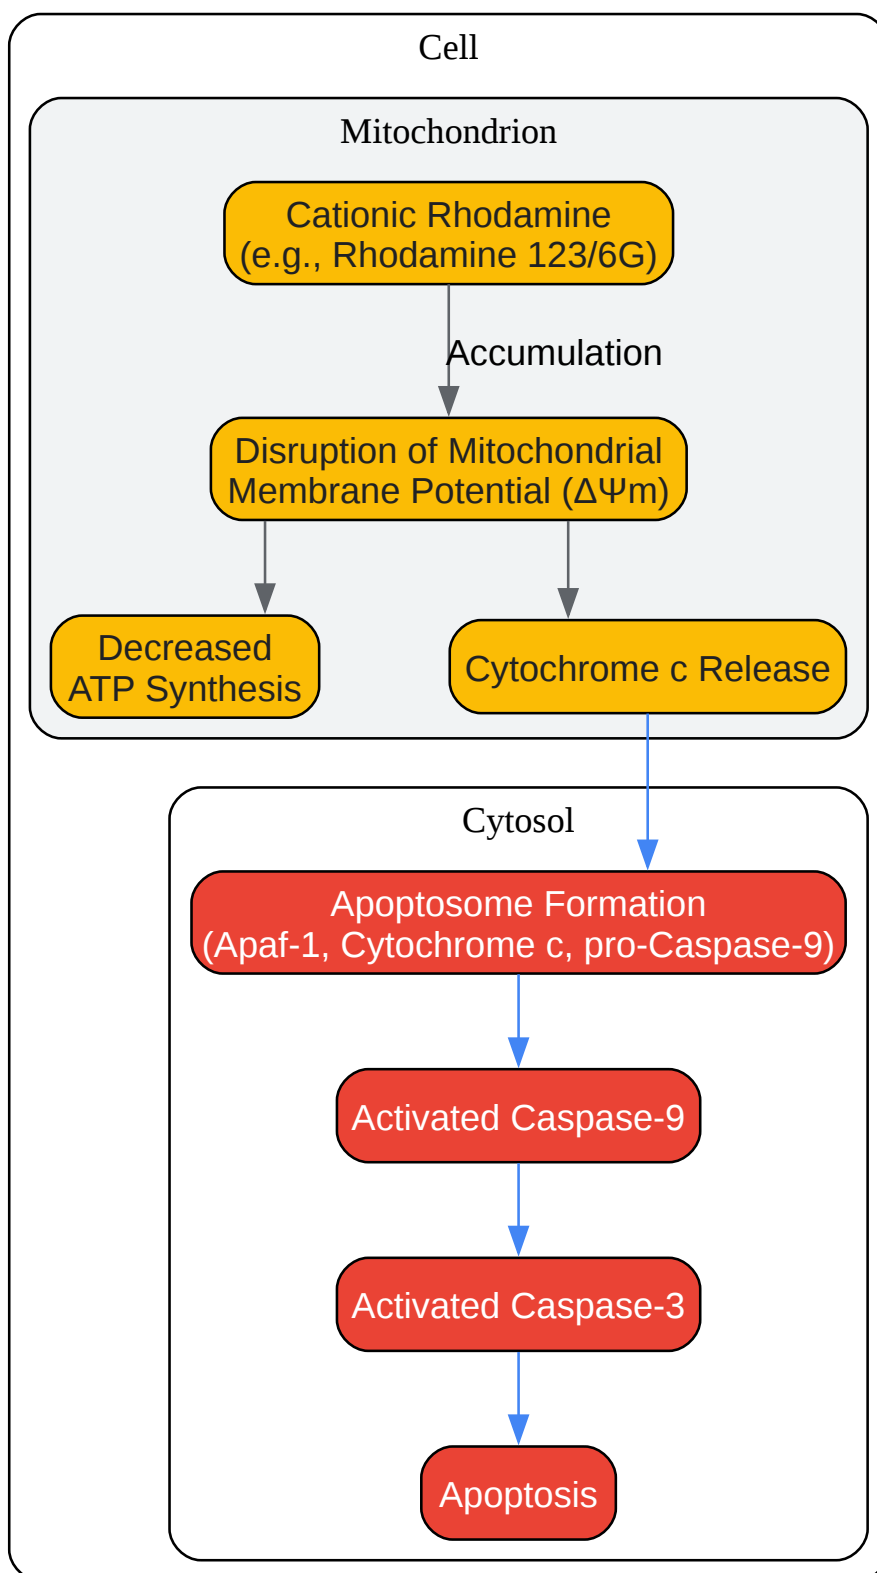 Cell
Mitochondrion
Cationic Rhodamine
(e.g., Rhodamine 123/6G)
Accumulation
Disruption of Mitochondrial
Membrane Potential (ΔΨm)
Decreased
ATP Synthesis
Cytochrome c Release
Cytosol
Apoptosome Formation
(Apaf-1, Cytochrome c, pro-Caspase-9)
Activated Caspase-9
Activated Caspase-3
Apoptosis